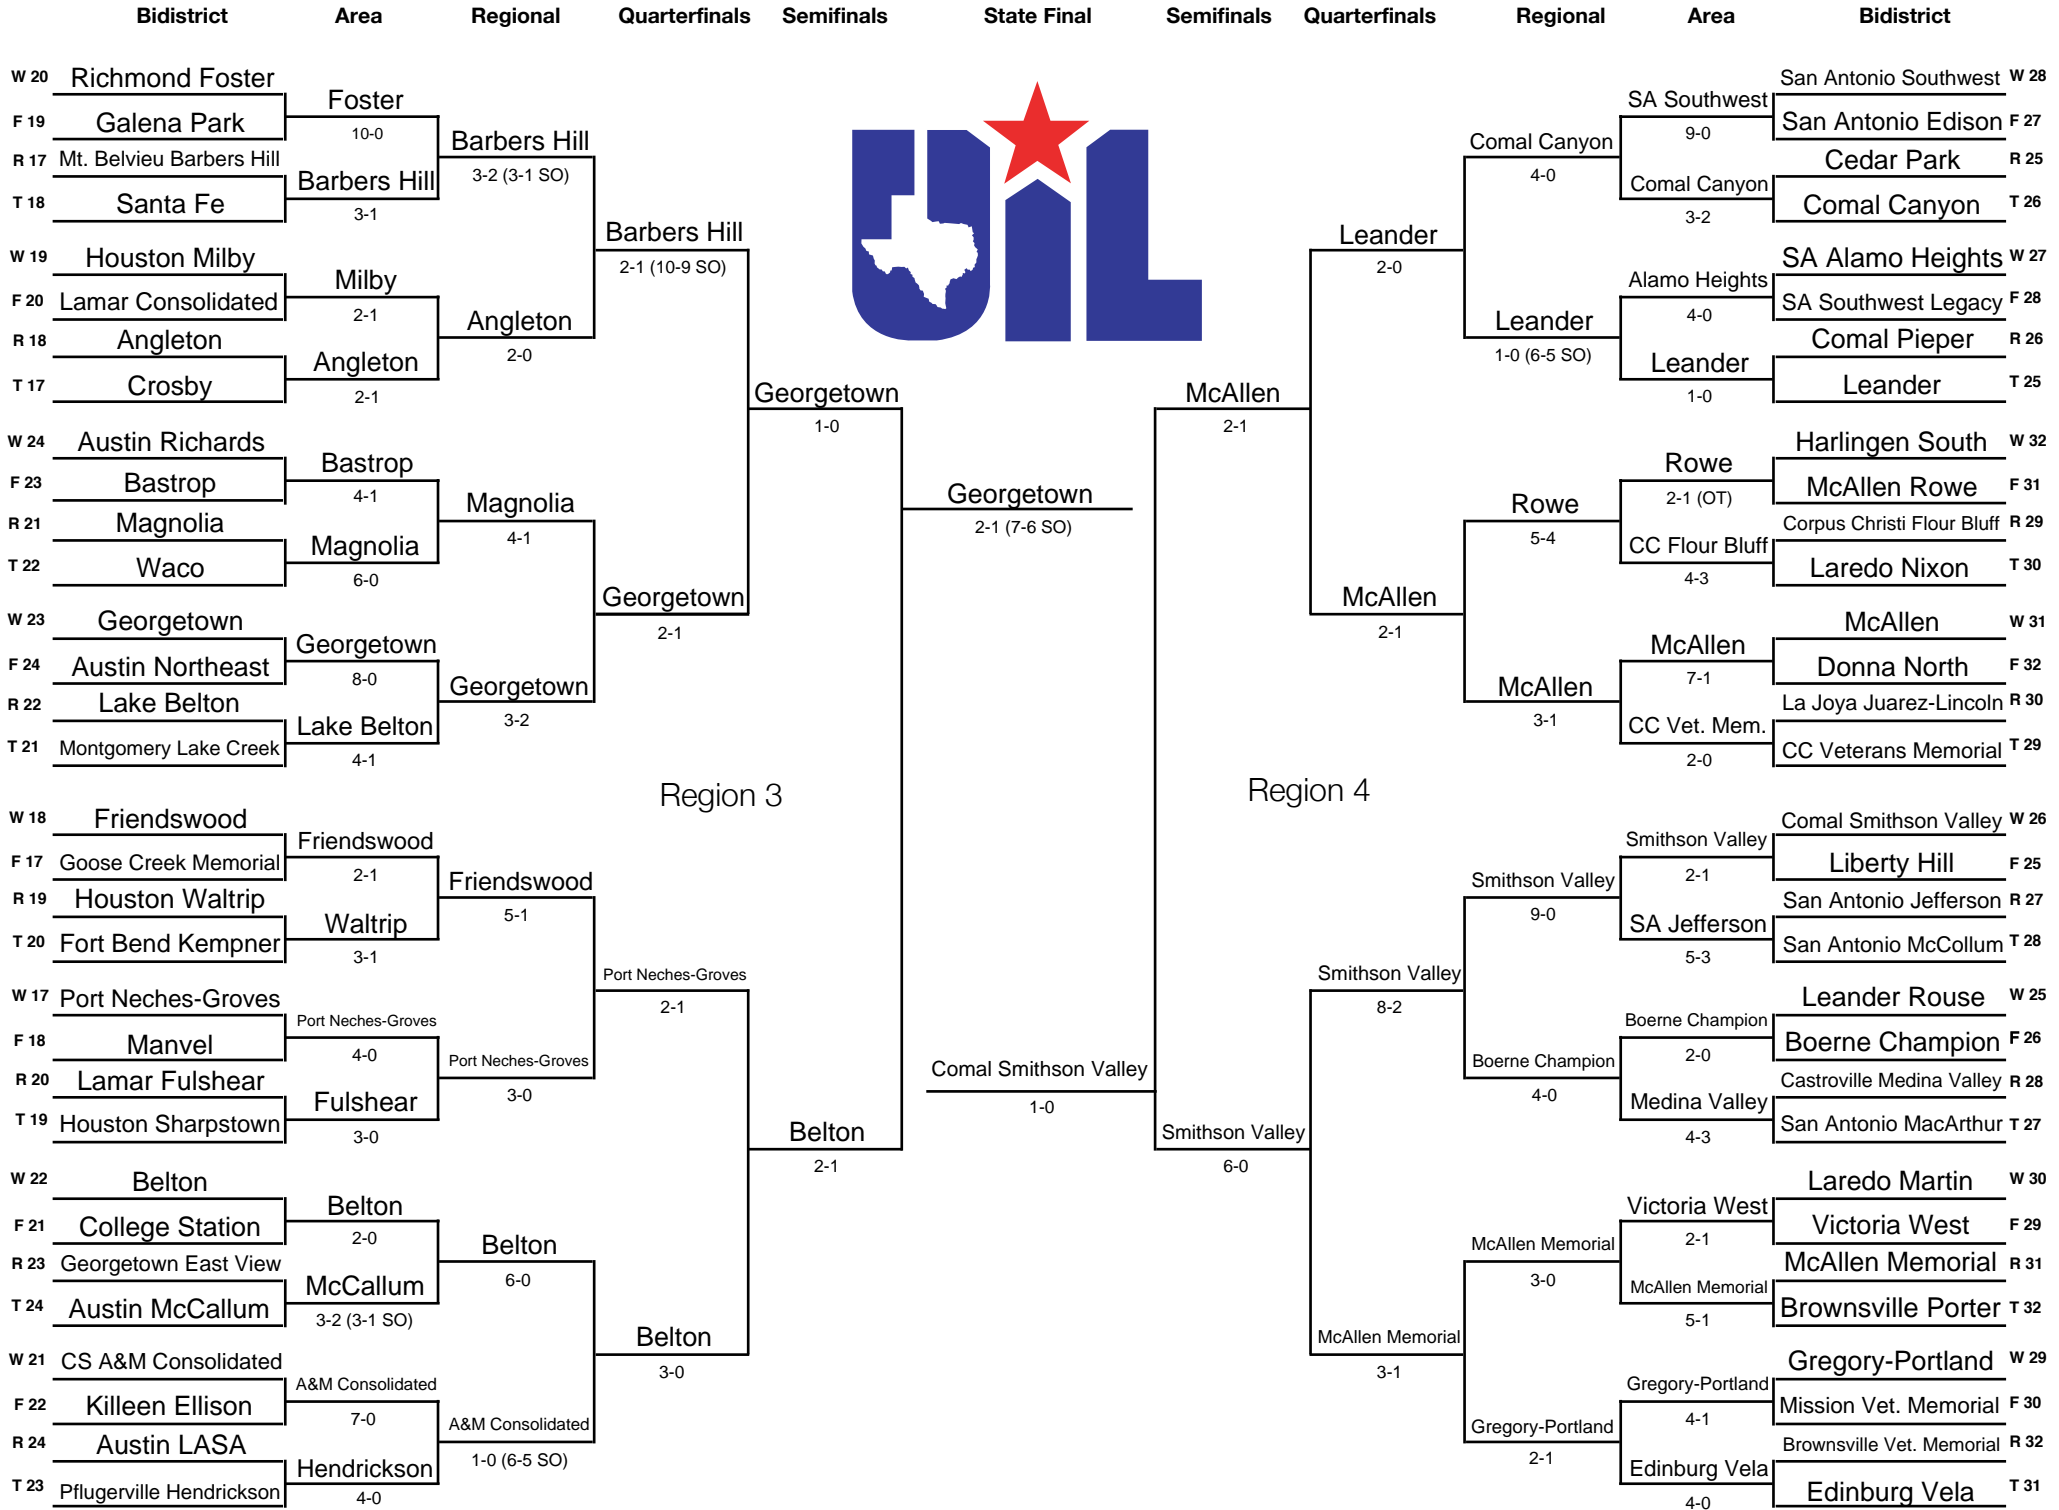 Bidistrict Area Regional Quarterfinals Semifinals State Final Semifinals Quarterfinals Regional Area Bidistrict
W 20 Richmond Foster
Foster
F 19 Galena Park
10-0
Barbers Hill
R 17 Mt. Belvieu Barbers Hill
3-2 (3-1 SO)
Barbers Hill
T 18 Santa Fe
3-1
Barbers Hill
2-1 (10-9 SO)
W 19 Houston Milby
Milby
F 20 Lamar Consolidated
2-1
Angleton
R 18 Angleton
2-0
Angleton
T 17 Crosby
2-1
Georgetown
1-0
W 24 Austin Richards
Bastrop
F 23 Bastrop
4-1
Magnolia
R 21 Magnolia
4-1
Magnolia
T 22 Waco
6-0
Georgetown
2-1
W 23 Georgetown
Georgetown
F 24 Austin Northeast
8-0
Georgetown
R 22 Lake Belton
3-2
Lake Belton
T 21 Montgomery Lake Creek
4-1
Region 3
W 18 Friendswood
Friendswood
F 17 Goose Creek Memorial
2-1
Friendswood
R 19 Houston Waltrip
5-1
Waltrip
T 20 Fort Bend Kempner
3-1
Port Neches-Groves
2-1
W 17 Port Neches-Groves
Port Neches-Groves
F 18 Manvel
4-0
Port Neches-Groves
R 20 Lamar Fulshear
3-0
Fulshear
T 19 Houston Sharpstown
3-0
Belton
2-1
W 22 Belton
Belton
F 21 College Station
2-0
Belton
R 23 Georgetown East View
6-0
McCallum
T 24 Austin McCallum
3-2 (3-1 SO)
Belton
3-0
W 21 CS A&M Consolidated
A&M Consolidated
F 22 Killeen Ellison
7-0
A&M Consolidated
R 24 Austin LASA
1-0 (6-5 SO)
Hendrickson
T 23 Pflugerville Hendrickson
4-0
UIL
Georgetown
2-1 (7-6 SO)
Comal Smithson Valley
1-0
San Antonio Southwest W 28
SA Southwest
San Antonio Edison F 27
9-0
Comal Canyon
Cedar Park R 25
4-0
Comal Canyon
Comal Canyon T 26
3-2
Leander
2-0
SA Alamo Heights W 27
Alamo Heights
SA Southwest Legacy F 28
4-0
Leander
Comal Pieper R 26
1-0 (6-5 SO)
Leander
Leander T 25
1-0
McAllen
2-1
Harlingen South W 32
Rowe
McAllen Rowe F 31
2-1 (OT)
Rowe
Corpus Christi Flour Bluff R 29
5-4
CC Flour Bluff
Laredo Nixon T 30
4-3
McAllen
2-1
McAllen W 31
McAllen
Donna North F 32
7-1
McAllen
La Joya Juarez-Lincoln R 30
3-1
CC Vet. Mem.
CC Veterans Memorial T 29
2-0
Region 4
Comal Smithson Valley W 26
Smithson Valley
Liberty Hill F 25
2-1
Smithson Valley
San Antonio Jefferson R 27
9-0
SA Jefferson
San Antonio McCollum T 28
5-3
Smithson Valley
8-2
Leander Rouse W 25
Boerne Champion
Boerne Champion F 26
2-0
Boerne Champion
Castroville Medina Valley R 28
4-0
Medina Valley
San Antonio MacArthur T 27
4-3
Smithson Valley
6-0
Laredo Martin W 30
Victoria West
Victoria West F 29
2-1
McAllen Memorial
McAllen Memorial R 31
3-0
McAllen Memorial
Brownsville Porter T 32
5-1
McAllen Memorial
3-1
Gregory-Portland W 29
Gregory-Portland
Mission Vet. Memorial F 30
4-1
Gregory-Portland
Brownsville Vet. Memorial R 32
2-1
Edinburg Vela
Edinburg Vela T 31
4-0